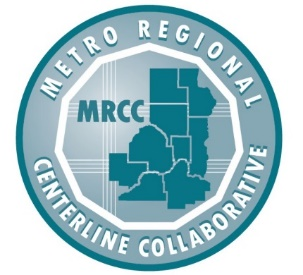 METRO REGIONAL
MRCC
CENTERLINE COLLABORATIVE